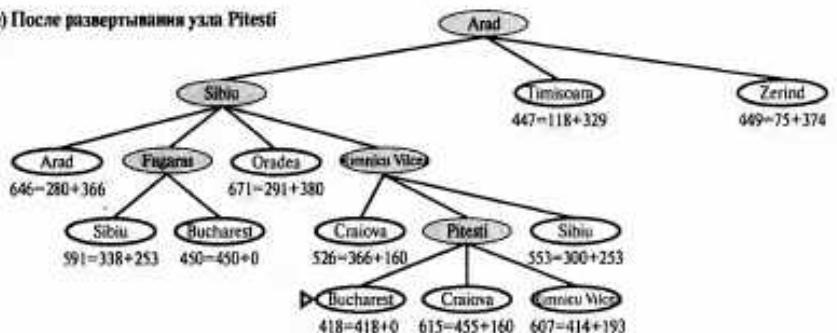 ) После развертывания узла Pitesti
Arad
Sibiu Timisoara Zerind
447=118+329 449=75+374
Arad Fagaras Oradea Rimnicu Vilcea
646=280+366 671=291+380
Sibiu Bucharest Craiova Pitesti Sibiu
591=338+253 450=450+0 526=366+160 553=300+253
Bucharest Craiova Rimnicu Vilcea
418=418+0 615=455+160 607=414+193